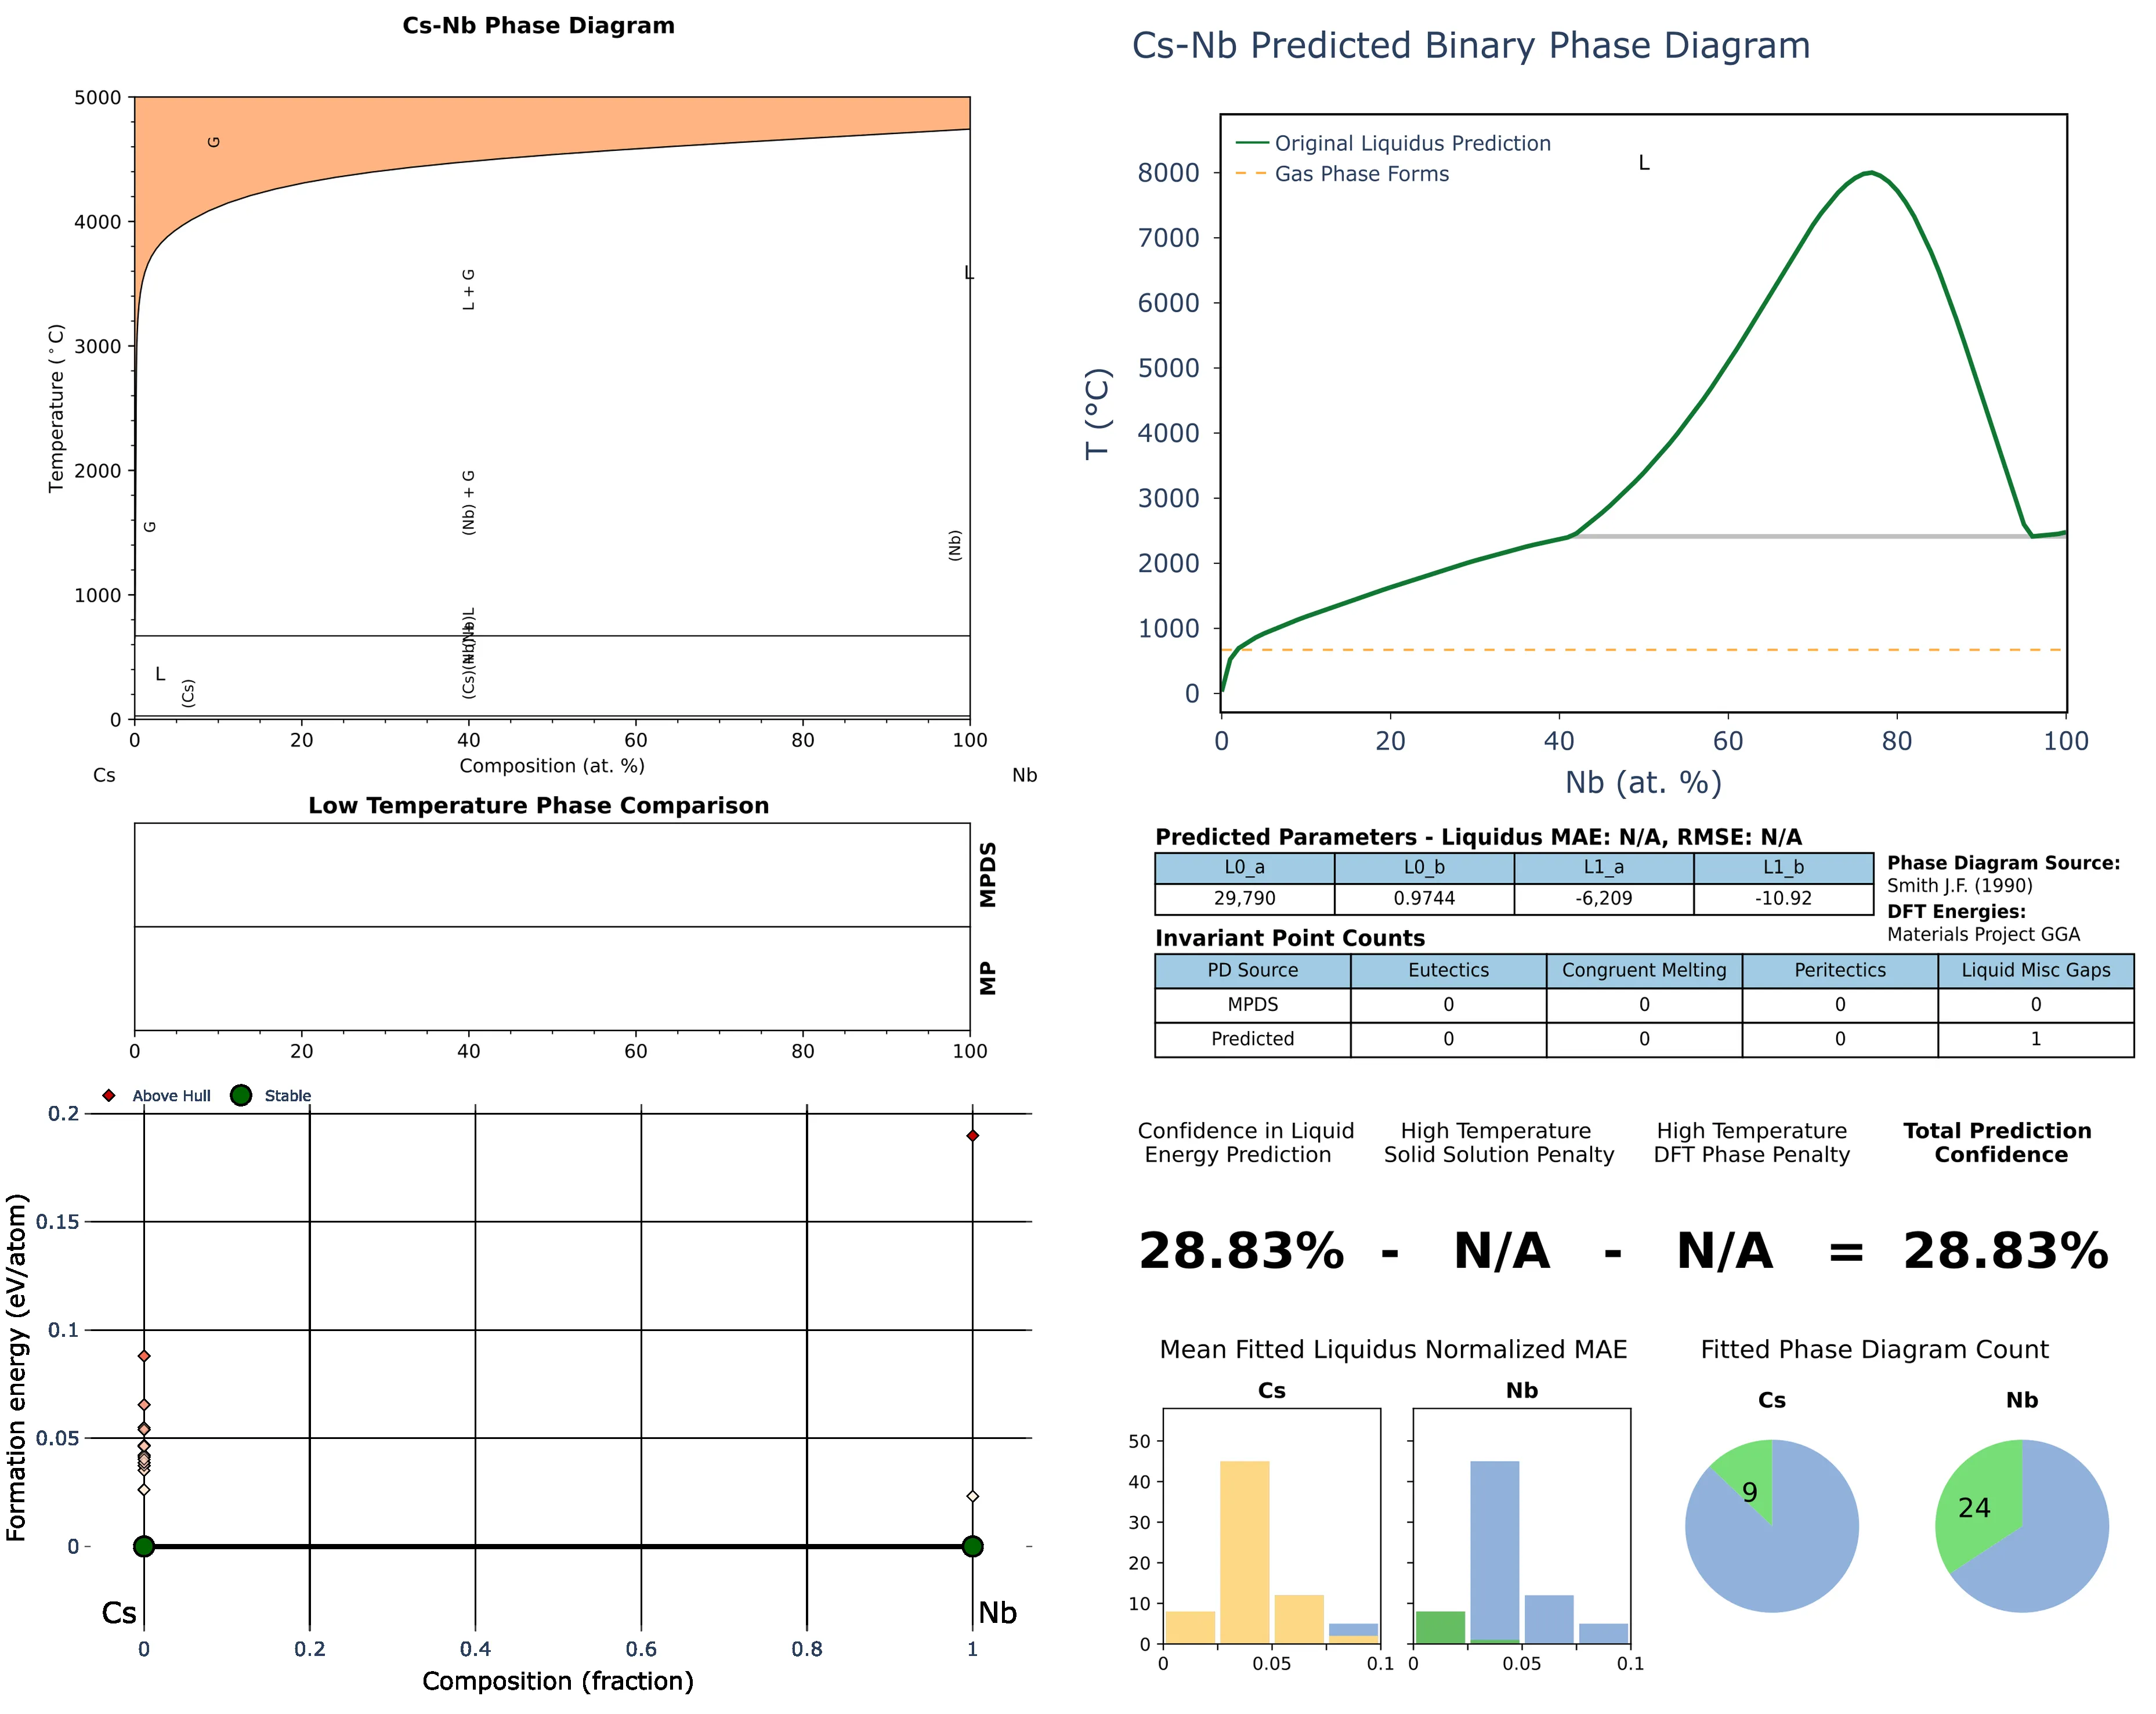 Cs-Nb Phase Diagram
5000
4000
3000
2000
1000
0
Temperature (°C)
G
G
L + G
(Nb) + G
L
(Nb)
L
(Cs)
0 20 40 60 80 100
Composition (at. %)
Cs Nb
Low Temperature Phase Comparison
MPDS
MP
0 20 40 60 80 100
Above Hull Stable
0.2
0.15
0.1
0.05
0
Formation energy (eV/atom)
Cs Nb
0 0.2 0.4 0.6 0.8 1
Composition (fraction)
Cs-Nb Predicted Binary Phase Diagram
Original Liquidus Prediction
Gas Phase Forms
L
8000
7000
6000
5000
4000
3000
2000
1000
0
T (°C)
0 20 40 60 80 100
Nb (at. %)
Predicted Parameters - Liquidus MAE: N/A, RMSE: N/A
L0_a L0_b L1_a L1_b
29,790 0.9744 -6,209 -10.92
Phase Diagram Source:
Smith J.F. (1990)
DFT Energies:
Materials Project GGA
Invariant Point Counts
PD Source Eutectics Congruent Melting Peritectics Liquid Misc Gaps
MPDS 0 0 0 0
Predicted 0 0 0 1
Confidence in Liquid
Energy Prediction
High Temperature
Solid Solution Penalty
High Temperature
DFT Phase Penalty
Total Prediction
Confidence
28.83% - N/A - N/A = 28.83%
Mean Fitted Liquidus Normalized MAE
Cs Nb
50
40
30
20
10
0
0 0.05 0.1
0 0.05 0.1
Fitted Phase Diagram Count
Cs Nb
9
24